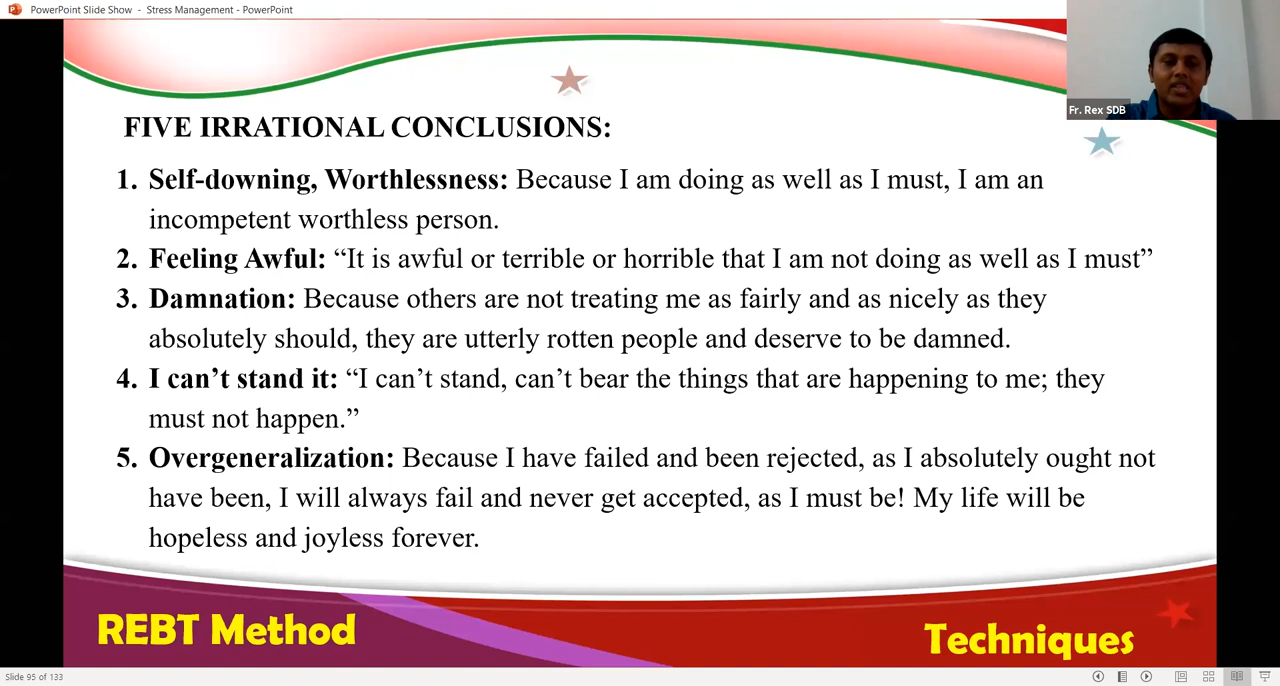 PowerPoint Slide Show - Stress Management - PowerPoint
Fr. Rex SDB
FIVE IRRATIONAL CONCLUSIONS:
1. Self-downing, Worthlessness: Because I am doing as well as I must, I am an
incompetent worthless person.
2. Feeling Awful: “It is awful or terrible or horrible that I am not doing as well as I must”
3. Damnation: Because others are not treating me as fairly and as nicely as they
absolutely should, they are utterly rotten people and deserve to be damned.
4. I can’t stand it: “I can’t stand, can’t bear the things that are happening to me; they
must not happen.”
5. Overgeneralization: Because I have failed and been rejected, as I absolutely ought not
have been, I will always fail and never get accepted, as I must be! My life will be
hopeless and joyless forever.
REBT Method
Techniques
Slide 95 of 133